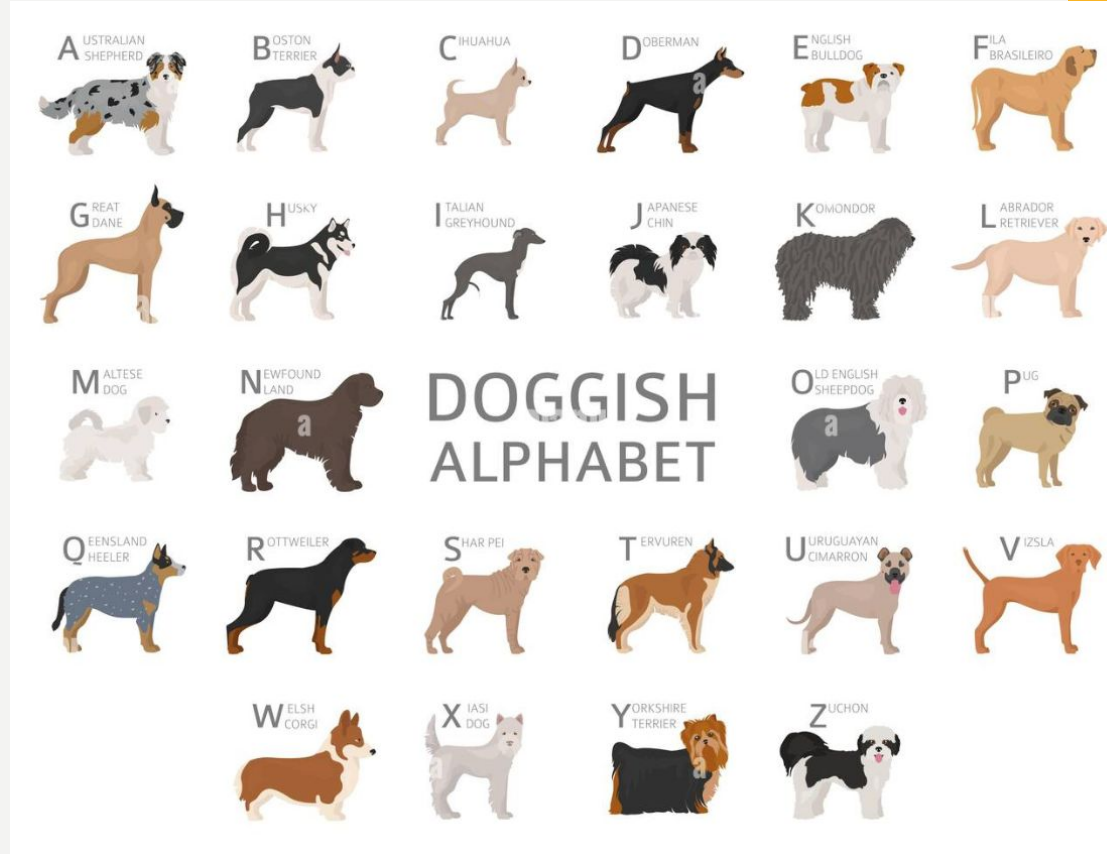 AUSTRALIAN
SHEPHERD
BOSTON
TERRIER
CIHUAHUA
DOBERMAN
ENGLISH
BULLDOG
FILA
BRASILEIRO
GREAT
DANE
HUSKY
ITALIAN
GREYHOUND
JAPANESE
CHIN
KOMONDOR
LABRADOR
RETRIEVER
MALTESE
DOG
NEWFOUND
LAND
DOGGISH
ALPHABET
OLD ENGLISH
SHEEPDOG
PUG
QEENSLAND
HEELER
ROTTWEILER
SHAR PEI
TERVUREN
UURUGUAYAN
CIMARRON
VIZSLA
WELSH
CORGI
XIASI
DOG
YORKSHIRE
TERRIER
ZUCHON
a
a
a
a
a
a